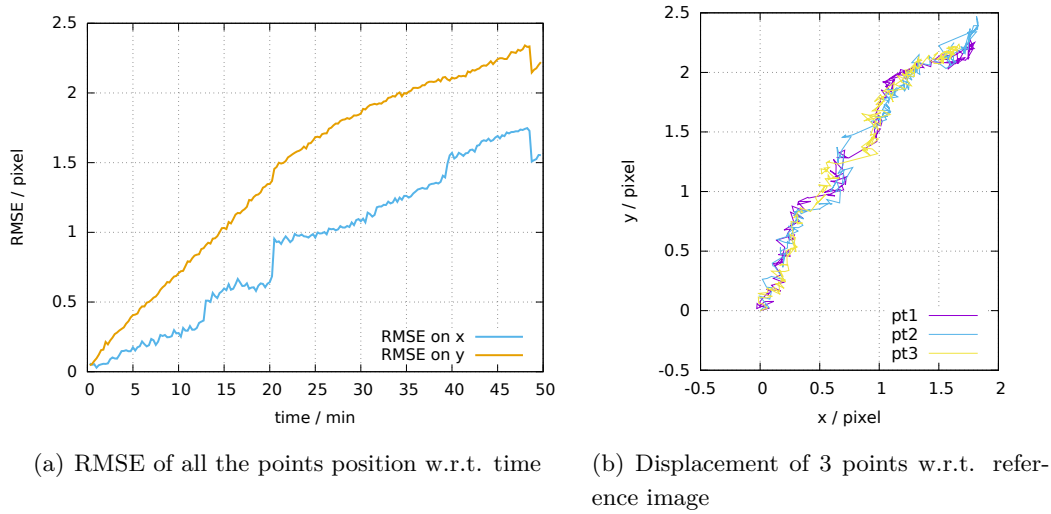 2.5
2
1.5
1
0.5
0
RMSE / pixel
0 5 10 15 20 25 30 35 40 45 50
time / min
RMSE on x
RMSE on y
(a) RMSE of all the points position w.r.t. time
2.5
2
1.5
1
0.5
0
-0.5
y / pixel
-0.5 0 0.5 1 1.5 2
x / pixel
pt1
pt2
pt3
(b) Displacement of 3 points w.r.t. refer-
ence image